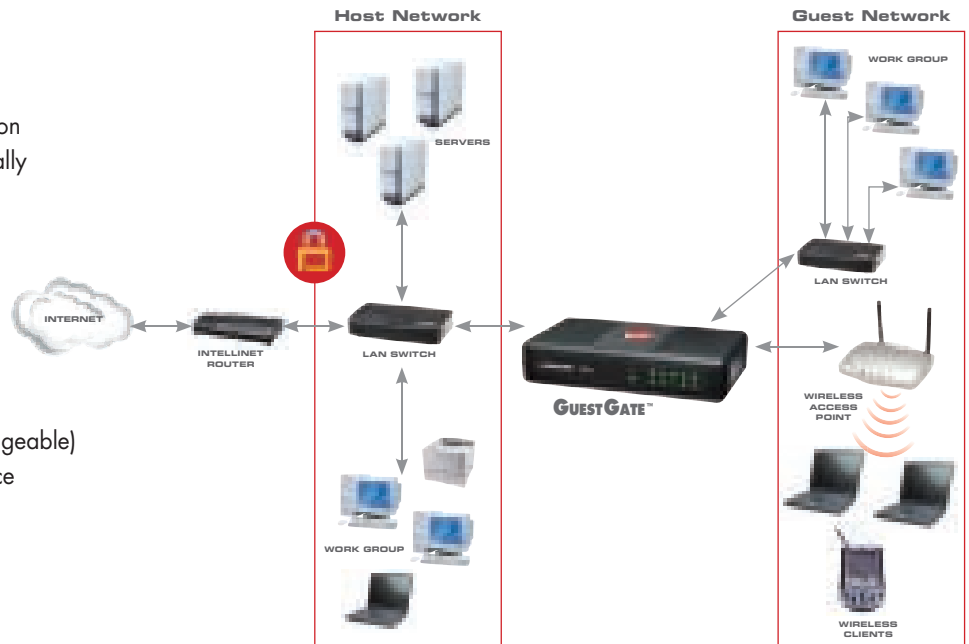 Host Network
Guest Network
on
ally
geable)
ce
SERVERS
INTERNET
INTELLINET
ROUTER
LAN SWITCH
WORK GROUP
GUESTGATE™
WORK GROUP
LAN SWITCH
WIRELESS
ACCESS
POINT
WIRELESS
CLIENTS